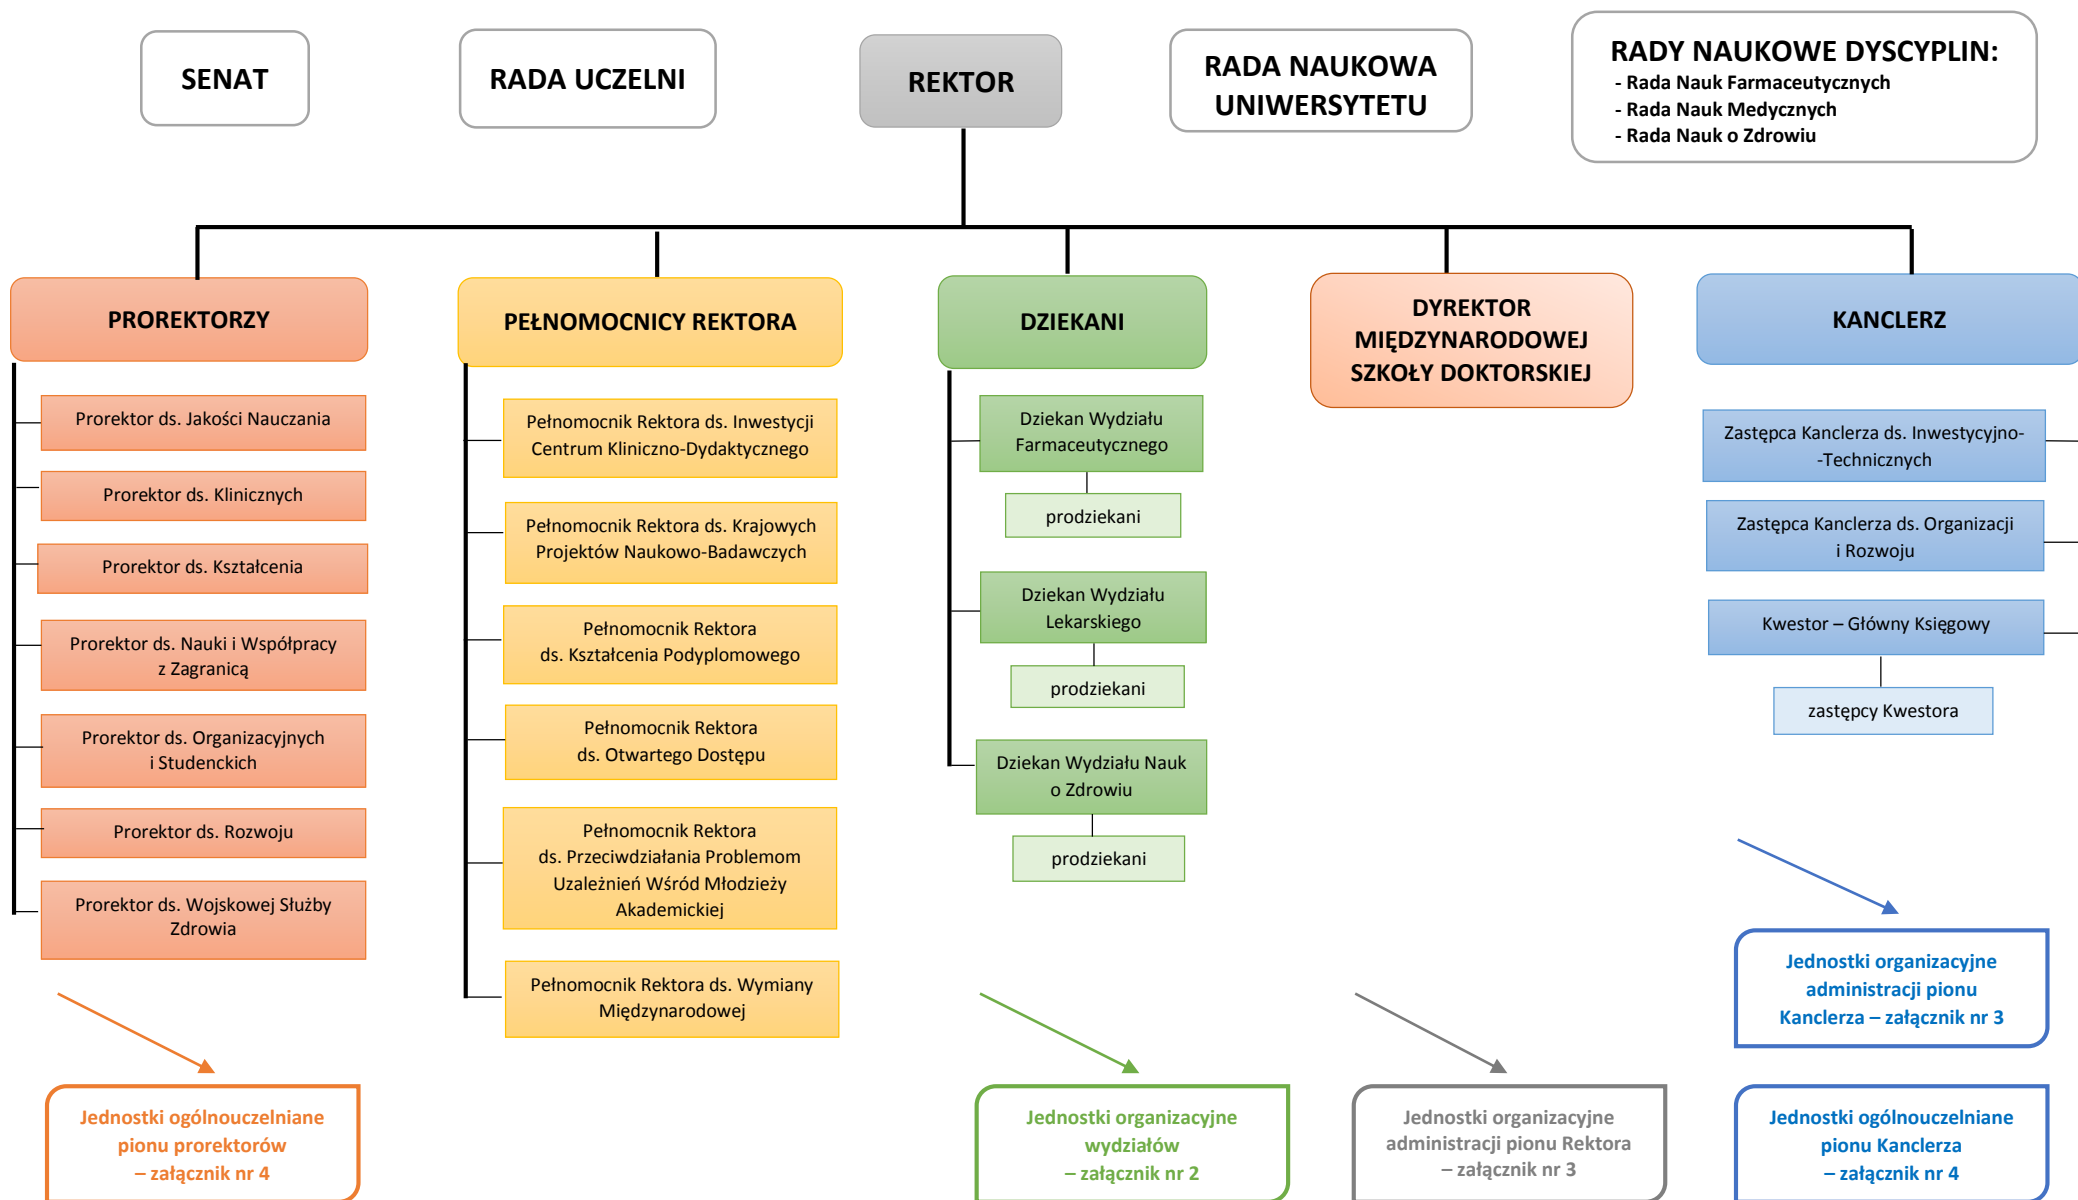 SENAT
RADA UCZELNI
REKTOR
RADA NAUKOWA
UNIWERSYTETU
RADY NAUKOWE DYSCYPLIN:
- Rada Nauk Farmaceutycznych
- Rada Nauk Medycznych
- Rada Nauk o Zdrowiu
PROREKTORZY
Prorektor ds. Jakości Nauczania
Prorektor ds. Klinicznych
Prorektor ds. Kształcenia
Prorektor ds. Nauki i Współpracy
z Zagranicą
Prorektor ds. Organizacyjnych
i Studenckich
Prorektor ds. Rozwoju
Prorektor ds. Wojskowej Służby
Zdrowia
Jednostki ogólnouczelniane
pionu prorektorów
– załącznik nr 4
PEŁNOMOCNICY REKTORA
Pełnomocnik Rektora ds. Inwestycji
Centrum Kliniczno-Dydaktycznego
Pełnomocnik Rektora ds. Krajowych
Projektów Naukowo-Badawczych
Pełnomocnik Rektora
ds. Kształcenia Podyplomowego
Pełnomocnik Rektora
ds. Otwartego Dostępu
Pełnomocnik Rektora
ds. Przeciwdziałania Problemom
Uzależnień Wśród Młodzieży
Akademickiej
Pełnomocnik Rektora ds. Wymiany
Międzynarodowej
DZIEKANI
Dziekan Wydziału
Farmaceutycznego
prodziekani
Dziekan Wydziału
Lekarskiego
prodziekani
Dziekan Wydziału Nauk
o Zdrowiu
prodziekani
Jednostki organizacyjne
wydziałów
– załącznik nr 2
DYREKTOR
MIĘDZYNARODOWEJ
SZKOŁY DOKTORSKIEJ
Jednostki organizacyjne
administracji pionu Rektora
– załącznik nr 3
KANCLERZ
Zastępca Kanclerza ds. Inwestycyjno-
-Technicznych
Zastępca Kanclerza ds. Organizacji
i Rozwoju
Kwestor – Główny Księgowy
zastępcy Kwestora
Jednostki organizacyjne
administracji pionu
Kanclerza – załącznik nr 3
Jednostki ogólnouczelniane
pionu Kanclerza
– załącznik nr 4